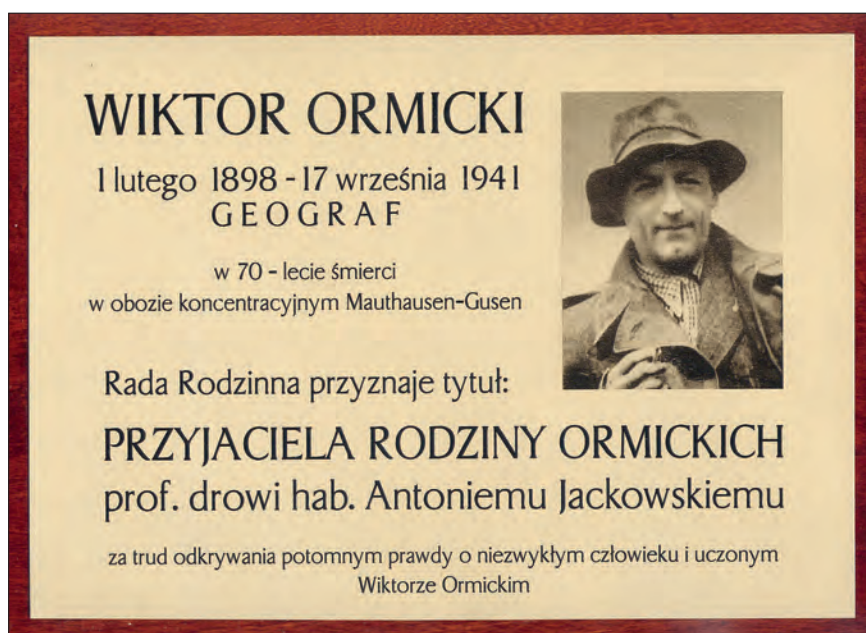 WIKTOR ORMICKI
1 lutego 1898 - 17 września 1941
GEOGRAF
w 70 - lecie śmierci
w obozie koncentracyjnym Mauthausen-Gusen
Rada Rodzinna przyznaje tytuł:
PRZYJACIELA RODZINY ORMICKICH
prof. drowi hab. Antoniemu Jackowskiemu
za trud odkrywania potomnym prawdy o niezwykłym człowieku i uczonym
Wiktorze Ormickim